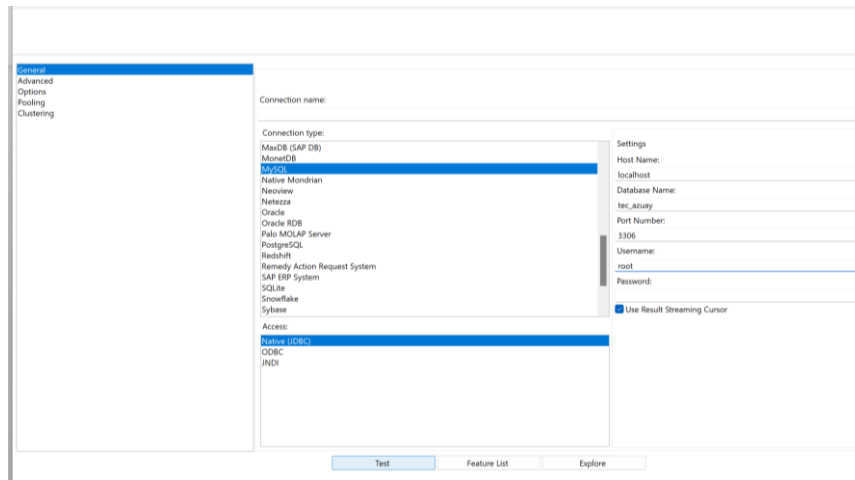 General
Advanced
Options
Pooling
Clustering
Connection name:
Connection type:
MaxDB (SAP DB)
MonetDB
MySQL
Native Mondrian
Neoview
Netezza
Oracle
Oracle RDB
Palo MOLAP Server
PostgreSQL
Redshift
Remedy Action Request System
SAP ERP System
SQLite
Snowflake
Sybase
Access:
Native (JDBC)
ODBC
JNDI
Settings
Host Name:
localhost
Database Name:
tec_azuay
Port Number:
3306
Username:
root
Password:
Use Result Streaming Cursor
Test
Feature List
Explore